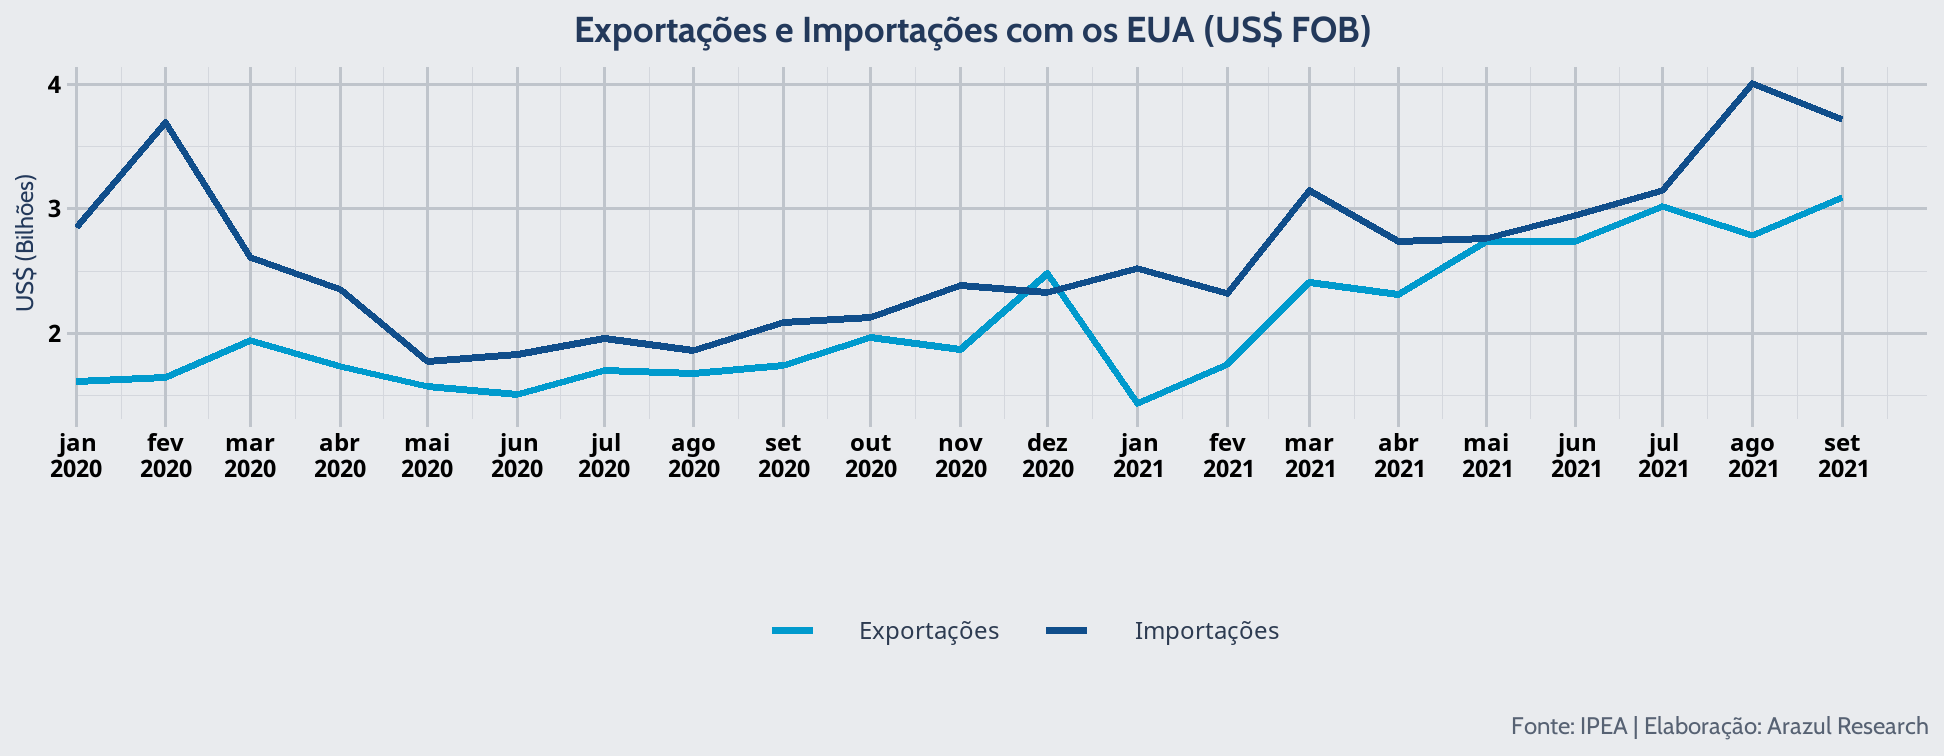 Exportações e Importações com os EUA (US$ FOB)
US$ (Bilhões)
4
3
2
jan fev mar abr mai jun jul ago set out nov dez jan fev mar abr mai jun jul ago set
2020 2020 2020 2020 2020 2020 2020 2020 2020 2020 2020 2020 2021 2021 2021 2021 2021 2021 2021 2021 2021
Exportações Importações
Fonte: IPEA | Elaboração: Arazul Research